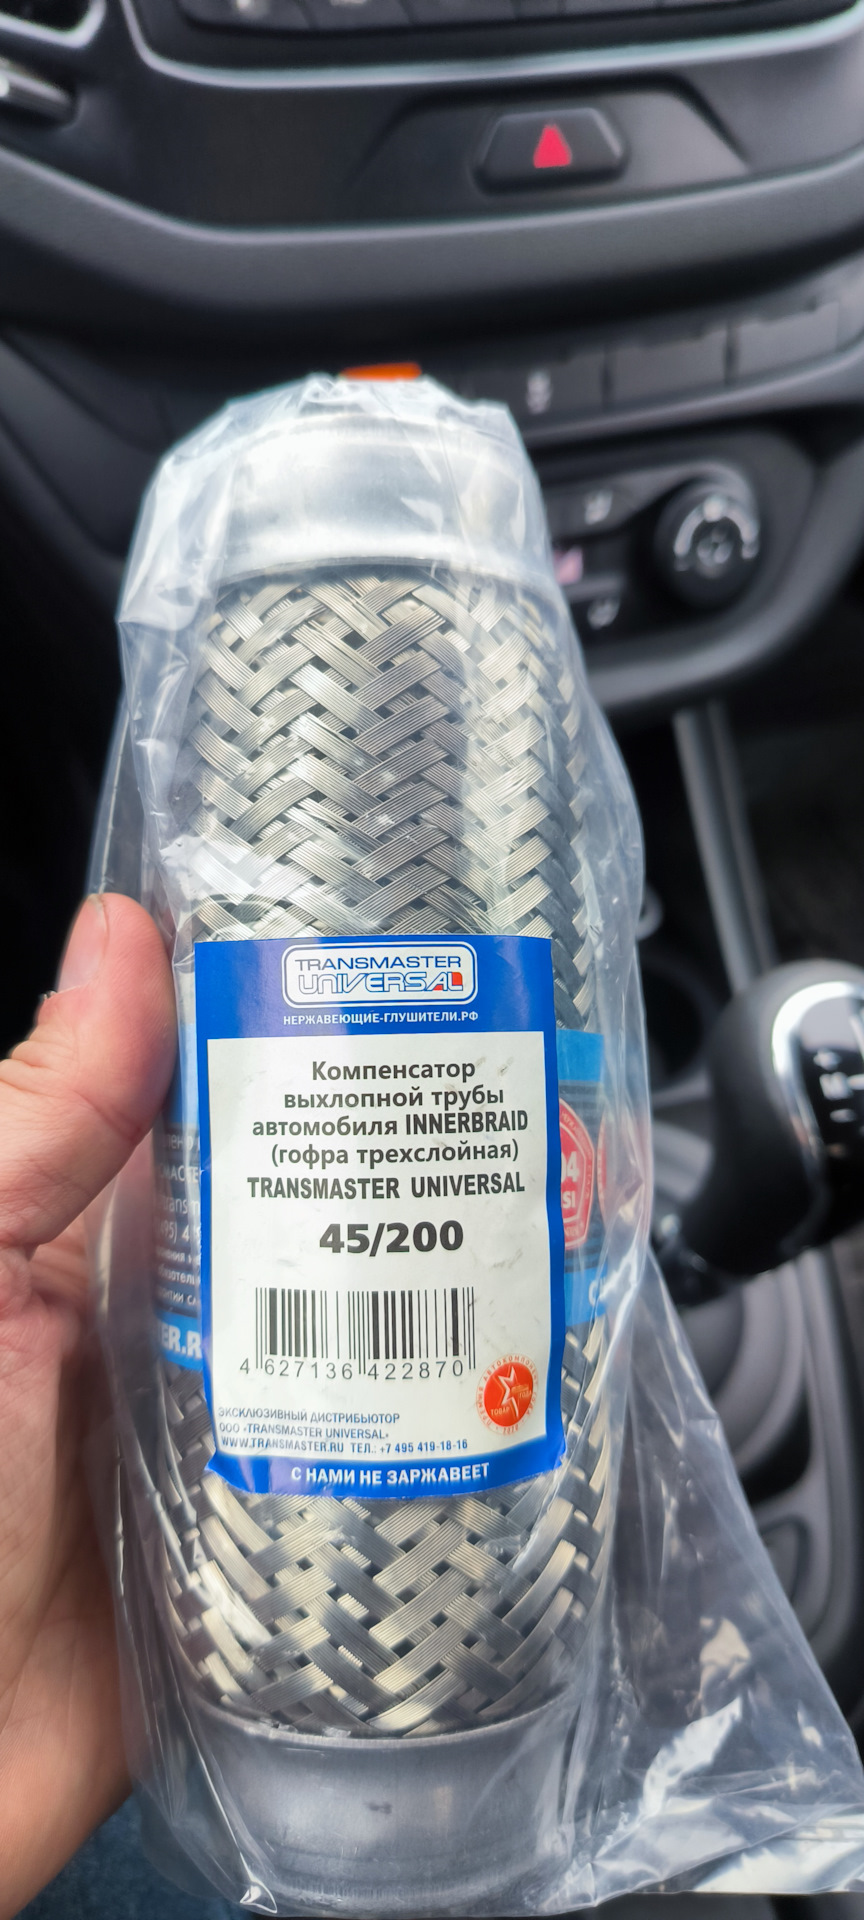 TRANSMASTER
UNIVERSAL
НЕРЖАВЕЮЩИЕ-ГЛУШИТЕЛИ.РФ
Компенсатор
выхлопной трубы
автомобиля INNERBRAID
(гофра трехслойная)
TRANSMASTER UNIVERSAL
45/200
4 627136 422870
ЭКСКЛЮЗИВНЫЙ ДИСТРИБЬЮТОР
ООО «TRANSMASTER UNIVERSAL»
WWW.TRANSMASTER.RU ТЕЛ.: +7 495 419-18-16
С НАМИ НЕ ЗАРЖАВЕЕТ